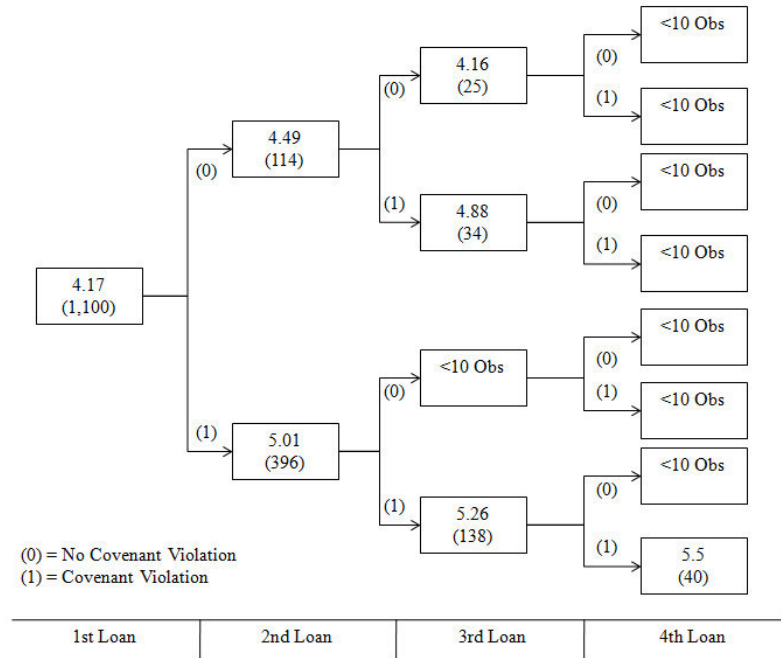 <10 Obs
(0)
4.16
(25)
(0)
(1)
<10 Obs
4.49
(114)
(0)
<10 Obs
(0)
(1)
4.88
(34)
(1)
<10 Obs
4.17
(1,100)
<10 Obs
(0)
<10 Obs
(0)
(1)
<10 Obs
(1)
5.01
(396)
<10 Obs
(0)
(1)
5.26
(138)
(1)
5.5
(40)
(0) = No Covenant Violation
(1) = Covenant Violation
1st Loan 2nd Loan 3rd Loan 4th Loan